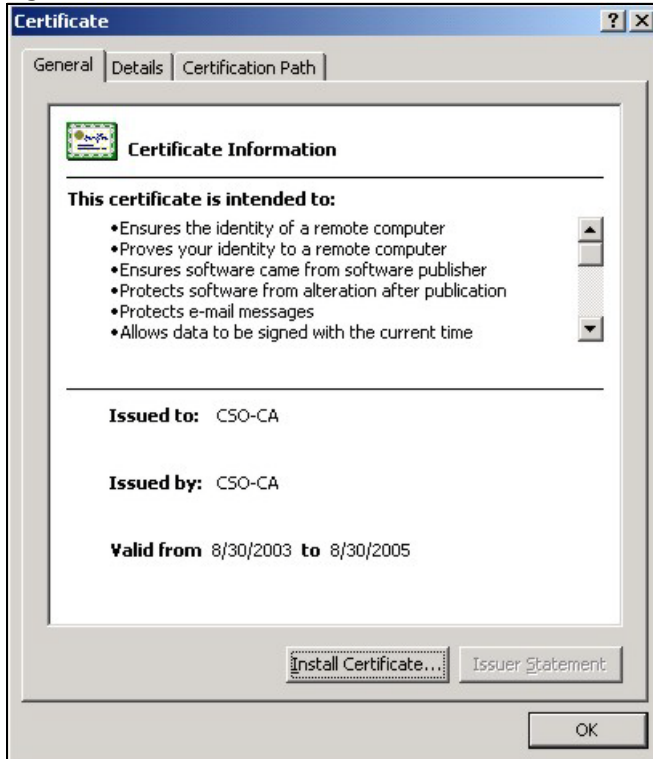 Certificate
General Details Certification Path
Certificate Information
This certificate is intended to:
•Ensures the identity of a remote computer
•Proves your identity to a remote computer
•Ensures software came from software publisher
•Protects software from alteration after publication
•Protects e-mail messages
•Allows data to be signed with the current time
Issued to: CSO-CA
Issued by: CSO-CA
Valid from 8/30/2003 to 8/30/2005
Install Certificate... Issuer Statement
OK